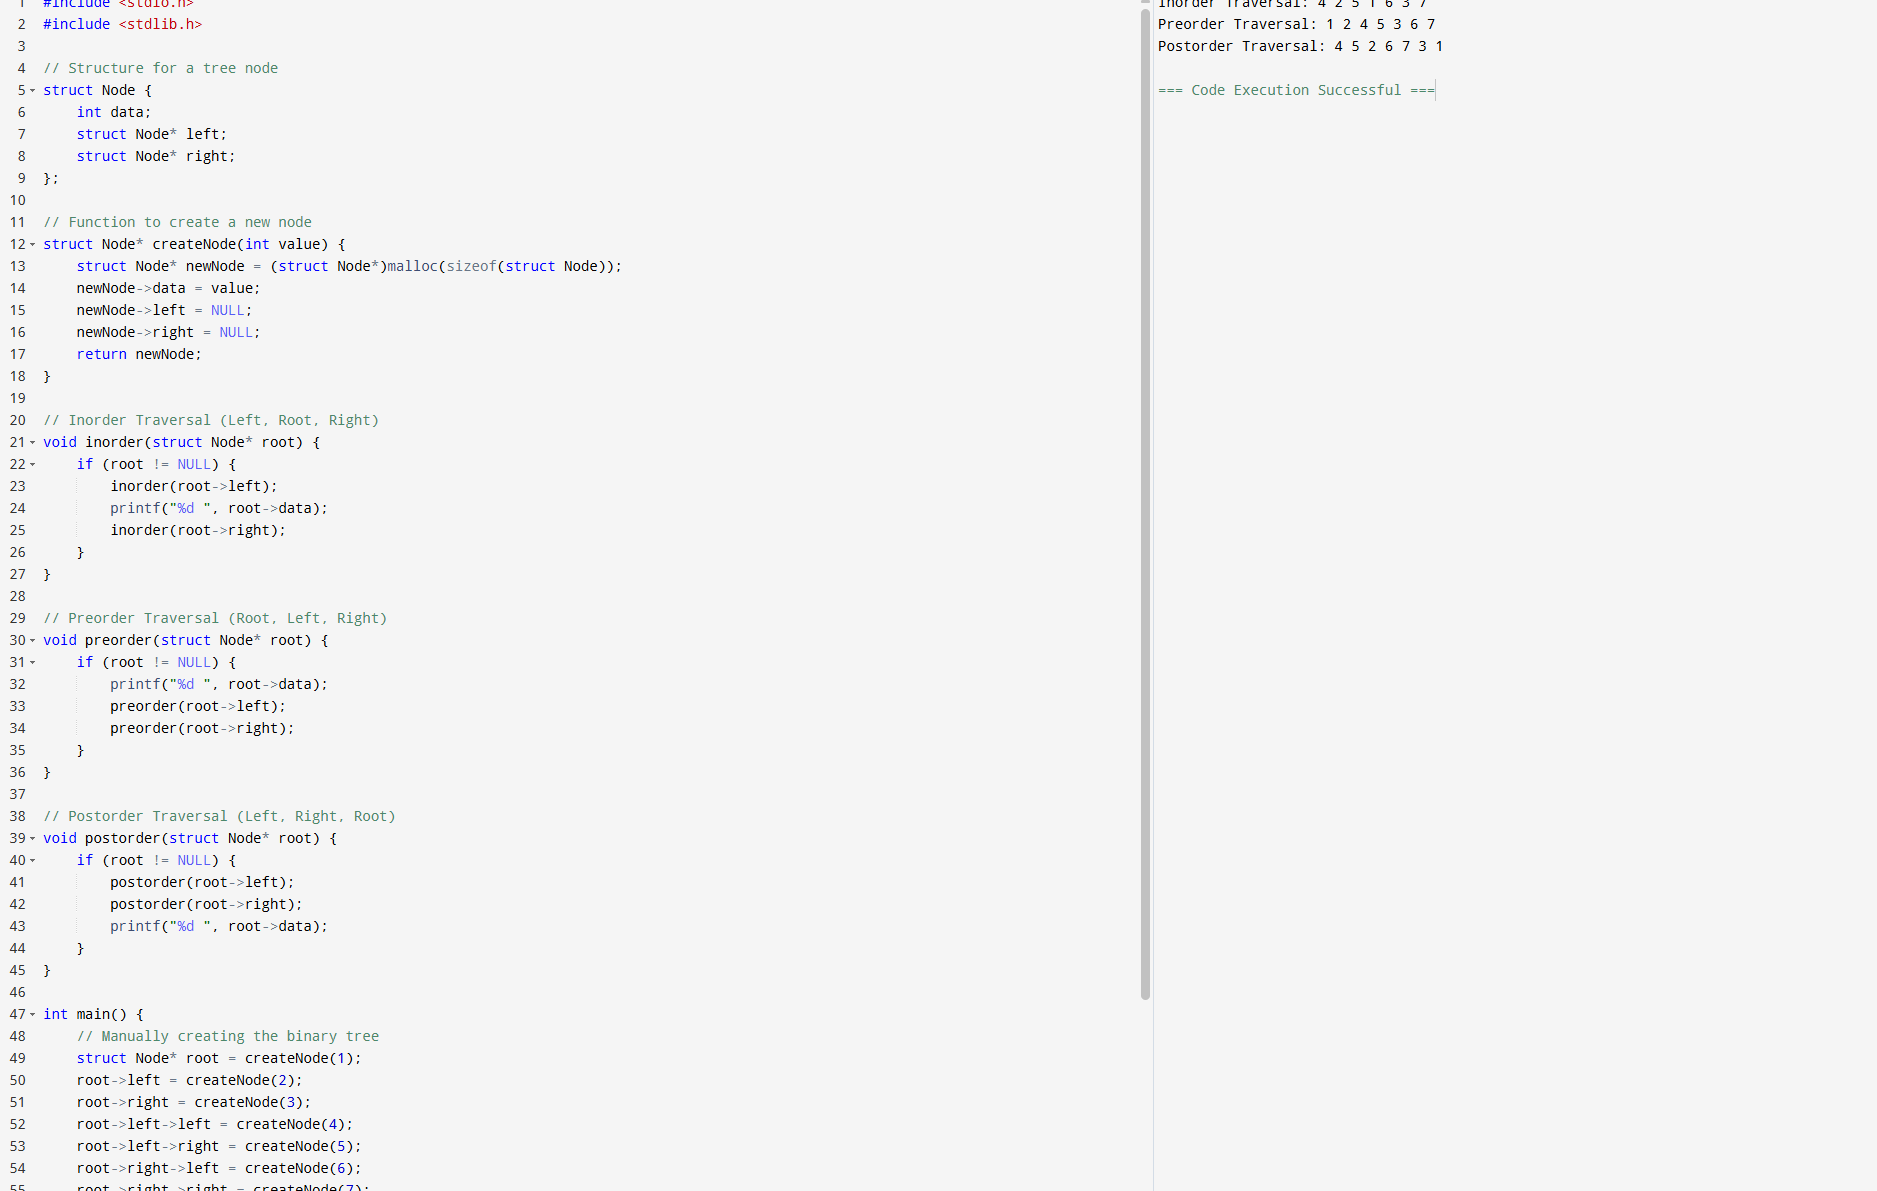 1 #include <stdio.h>
2 #include <stdlib.h>
3
4 // Structure for a tree node
5 struct Node {
6     int data;
7     struct Node* left;
8     struct Node* right;
9 };
10
11 // Function to create a new node
12 struct Node* createNode(int value) {
13     struct Node* newNode = (struct Node*)malloc(sizeof(struct Node));
14     newNode->data = value;
15     newNode->left = NULL;
16     newNode->right = NULL;
17     return newNode;
18 }
19
20 // Inorder Traversal (Left, Root, Right)
21 void inorder(struct Node* root) {
22     if (root != NULL) {
23         inorder(root->left);
24         printf("%d ", root->data);
25         inorder(root->right);
26     }
27 }
28
29 // Preorder Traversal (Root, Left, Right)
30 void preorder(struct Node* root) {
31     if (root != NULL) {
32         printf("%d ", root->data);
33         preorder(root->left);
34         preorder(root->right);
35     }
36 }
37
38 // Postorder Traversal (Left, Right, Root)
39 void postorder(struct Node* root) {
40     if (root != NULL) {
41         postorder(root->left);
42         postorder(root->right);
43         printf("%d ", root->data);
44     }
45 }
46
47 int main() {
48     // Manually creating the binary tree
49     struct Node* root = createNode(1);
50     root->left = createNode(2);
51     root->right = createNode(3);
52     root->left->left = createNode(4);
53     root->left->right = createNode(5);
54     root->right->left = createNode(6);
55     root->right->right = createNode(7);
Inorder Traversal: 4 2 5 1 6 3 7
Preorder Traversal: 1 2 4 5 3 6 7
Postorder Traversal: 4 5 2 6 7 3 1
=== Code Execution Successful ===